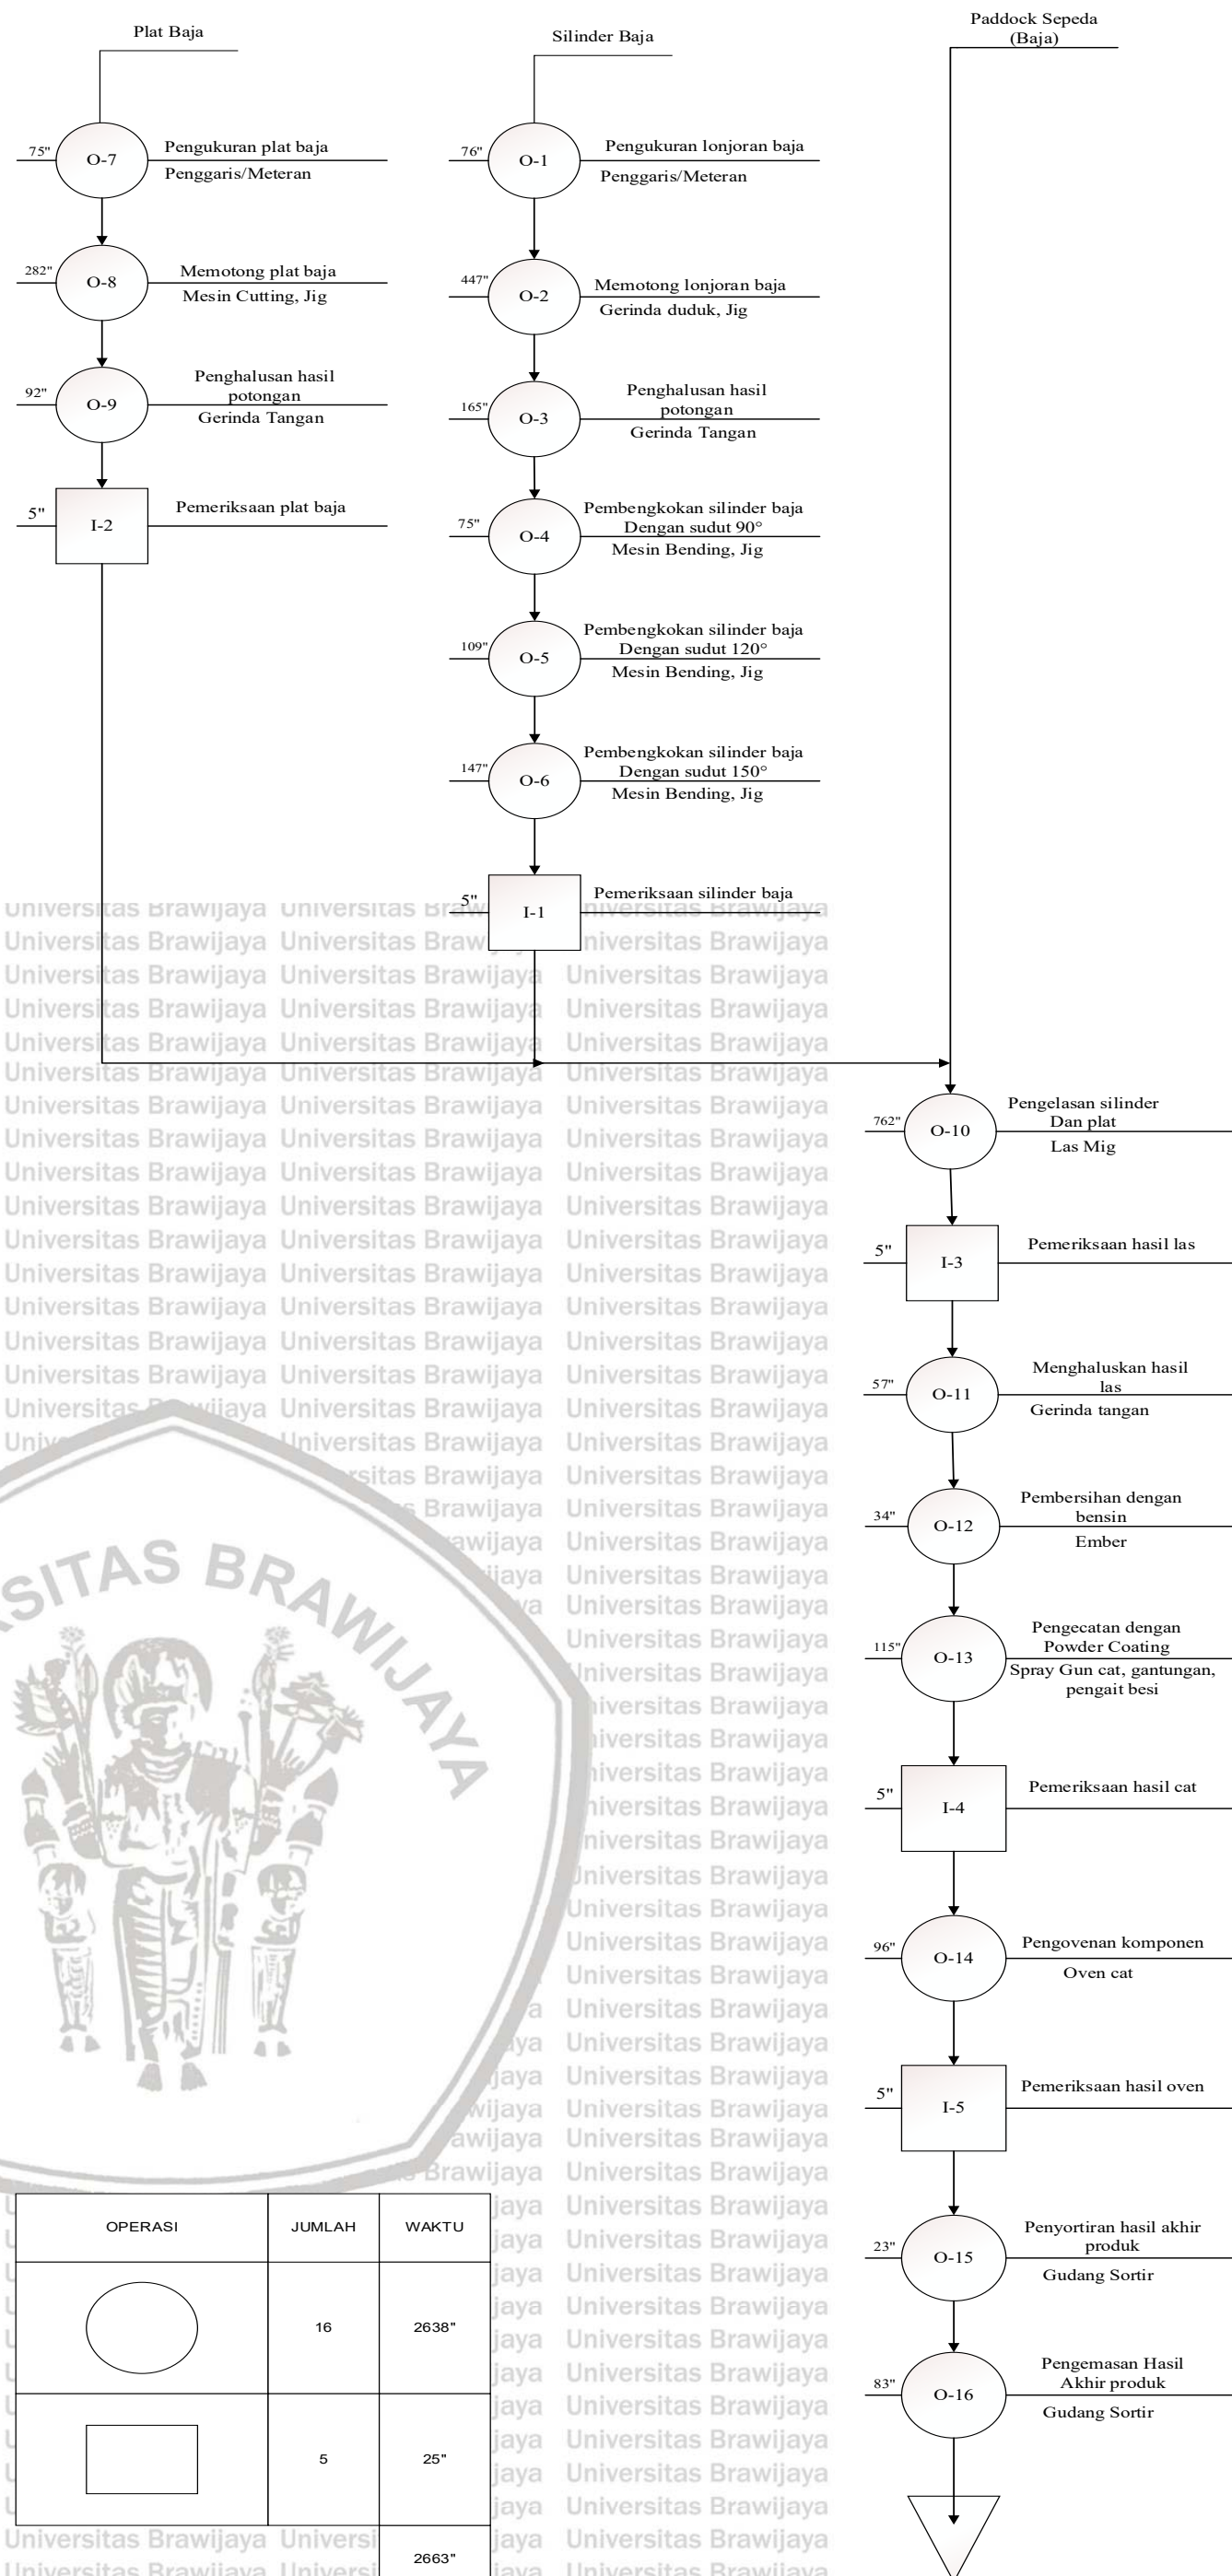 Plat Baja
75"
O-7
Pengukuran plat baja
Penggaris/Meteran
282"
O-8
Memotong plat baja
Mesin Cutting, Jig
92"
O-9
Penghalusan hasil
potongan
Gerinda Tangan
5"
I-2
Pemeriksaan plat baja
Silinder Baja
76"
O-1
Pengukuran lonjoran baja
Penggaris/Meteran
447"
O-2
Memotong lonjoran baja
Gerinda duduk, Jig
165"
O-3
Penghalusan hasil
potongan
Gerinda Tangan
75"
O-4
Pembengkokan silinder baja
Dengan sudut 90°
Mesin Bending, Jig
109"
O-5
Pembengkokan silinder baja
Dengan sudut 120°
Mesin Bending, Jig
147"
O-6
Pembengkokan silinder baja
Dengan sudut 150°
Mesin Bending, Jig
5"
I-1
Pemeriksaan silinder baja
Paddock Sepeda
(Baja)
762"
O-10
Pengelasan silinder
Dan plat
Las Mig
5"
I-3
Pemeriksaan hasil las
57"
O-11
Menghaluskan hasil
las
Gerinda tangan
34"
O-12
Pembersihan dengan
bensin
Ember
115"
O-13
Pengecatan dengan
Powder Coating
Spray Gun cat, gantungan,
pengait besi
5"
I-4
Pemeriksaan hasil cat
96"
O-14
Pengovenan komponen
Oven cat
5"
I-5
Pemeriksaan hasil oven
23"
O-15
Penyortiran hasil akhir
produk
Gudang Sortir
83"
O-16
Pengemasan Hasil
Akhir produk
Gudang Sortir
OPERASI JUMLAH WAKTU
16 2638"
5 25"
2663"
Universitas Brawijaya Universitas Brawijaya Universitas Brawijaya
BRAWIJAYA